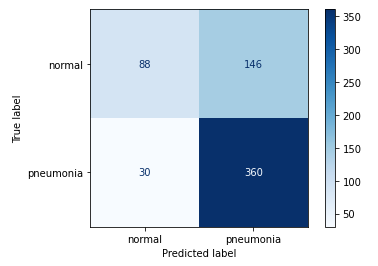 350
300
250
200
150
100
50
True label
normal
pneumonia
88
146
30
360
normal
pneumonia
Predicted label